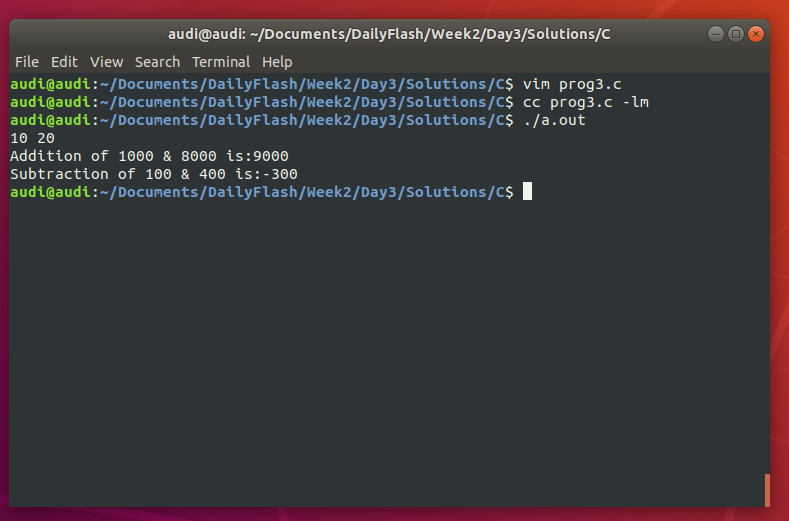 audi@audi: ~/Documents/DailyFlash/Week2/Day3/Solutions/C
File Edit View Search Terminal Help
audi@audi:~/Documents/DailyFlash/Week2/Day3/Solutions/C$ vim prog3.c
audi@audi:~/Documents/DailyFlash/Week2/Day3/Solutions/C$ cc prog3.c -lm
audi@audi:~/Documents/DailyFlash/Week2/Day3/Solutions/C$ ./a.out
10 20
Addition of 1000 & 8000 is:9000
Subtraction of 100 & 400 is:-300
audi@audi:~/Documents/DailyFlash/Week2/Day3/Solutions/C$